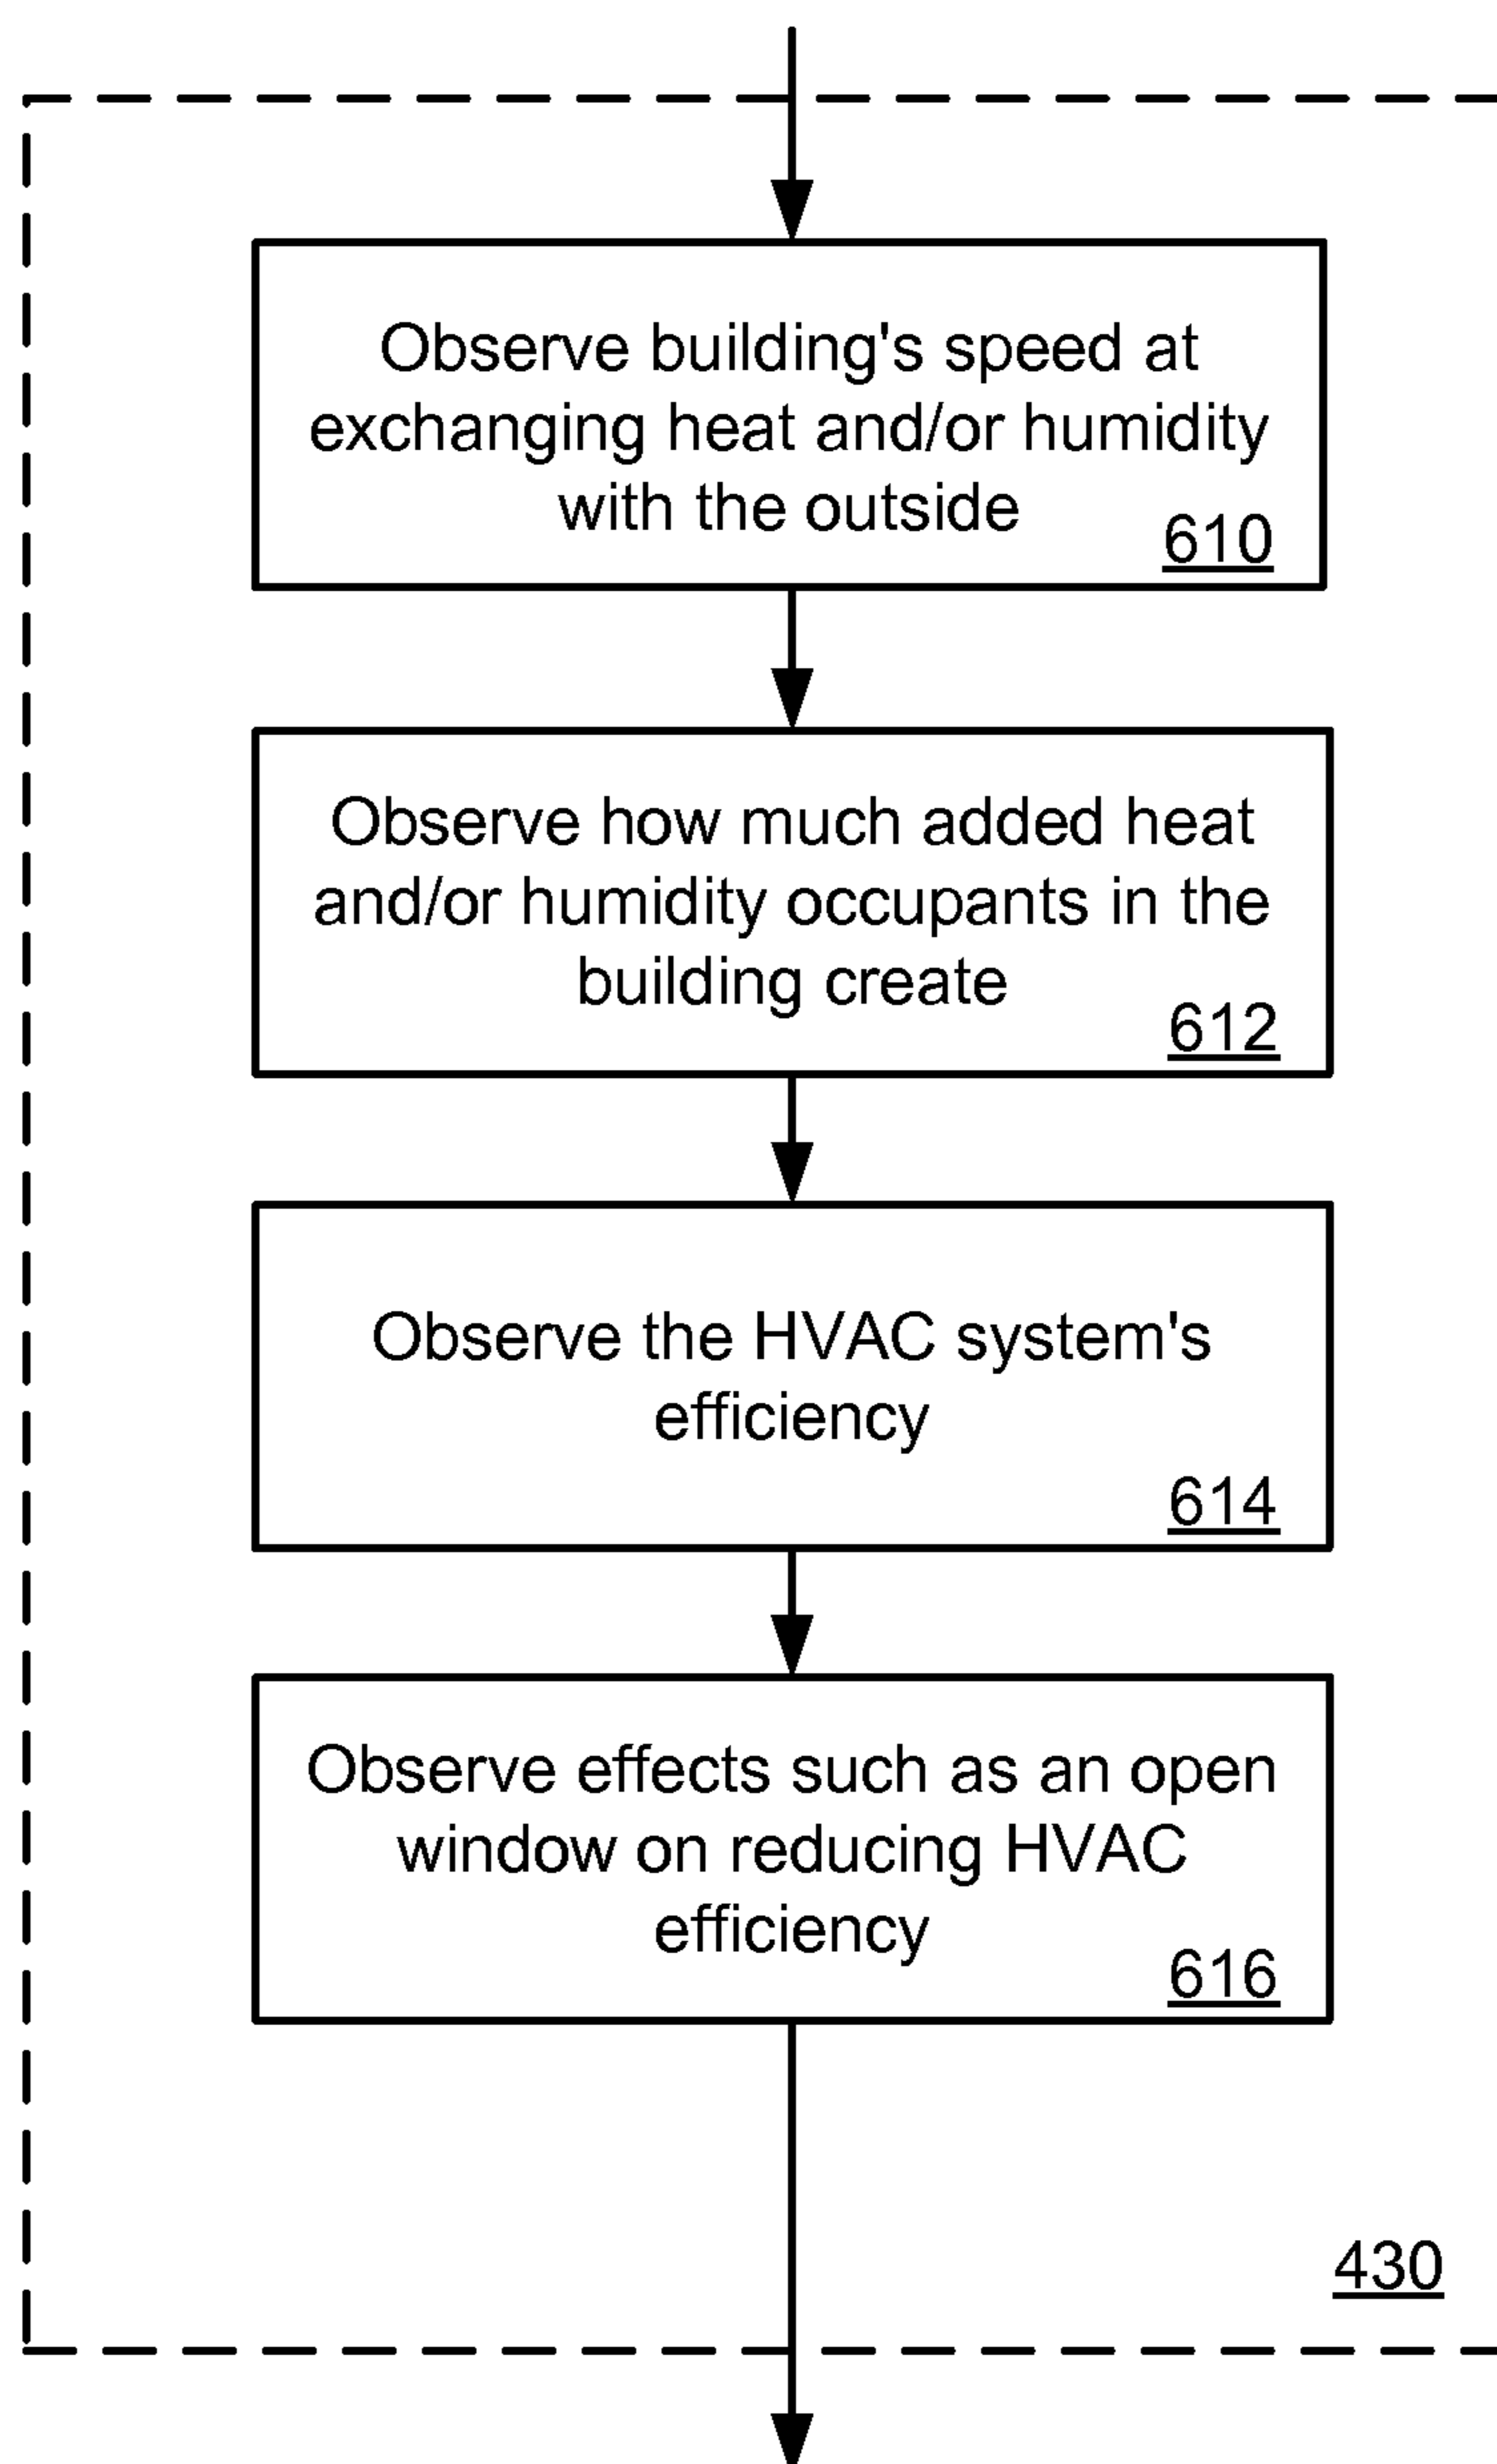 Observe building's speed at
exchanging heat and/or humidity
with the outside
610
Observe how much added heat
and/or humidity occupants in the
building create
612
Observe the HVAC system's
efficiency
614
Observe effects such as an open
window on reducing HVAC
efficiency
616
430